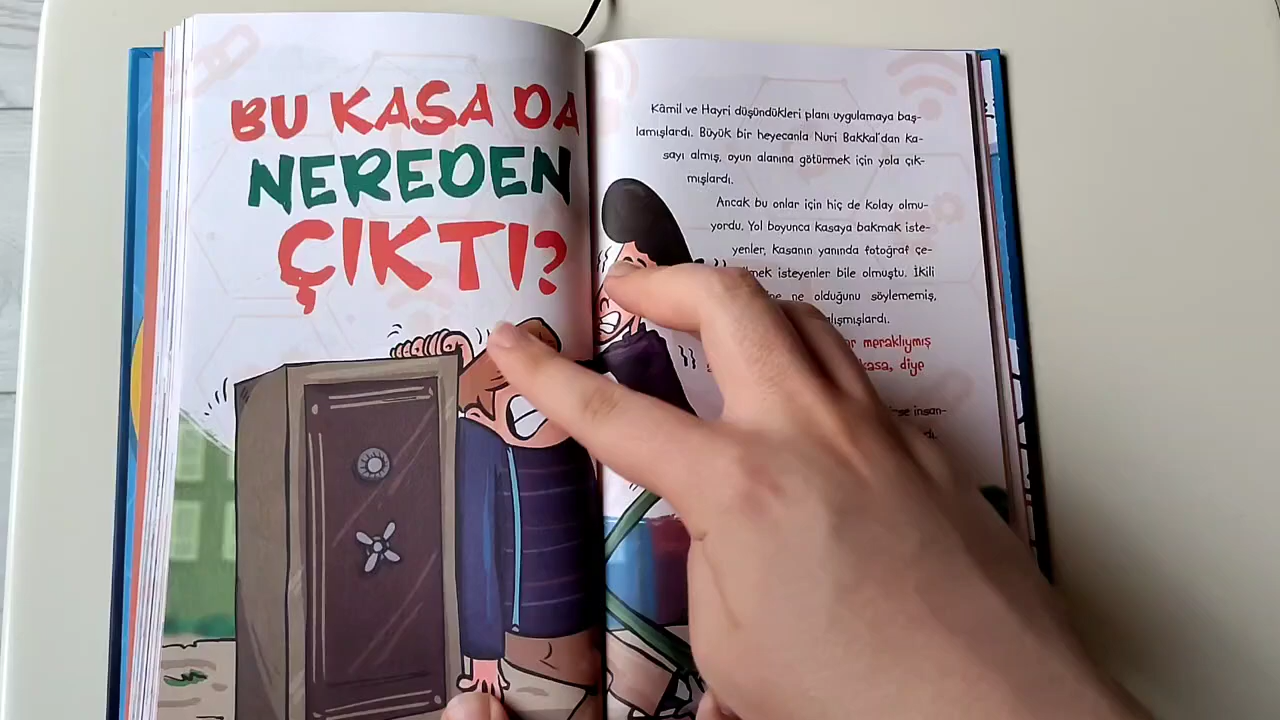 BU KASA DA
NEREDEN
ÇIKTI?
Kâmil ve Hayri düşündükleri planı uygulamaya baş-
lamışlardı. Büyük bir heyecanla Nuri Bakkal'dan ka-
sayı almış, oyun alanına götürmek için yola çık-
mışlardı.
Ancak bu onlar için hiç de kolay olmu-
yordu. Yol boyunca kasaya bakmak iste-
yenler, kasanın yanında fotoğraf çe-
isteyenler bile olmuştu. İkili
ne olduğunu söylememiş,
meraklıymış
kasa, diye
insan-